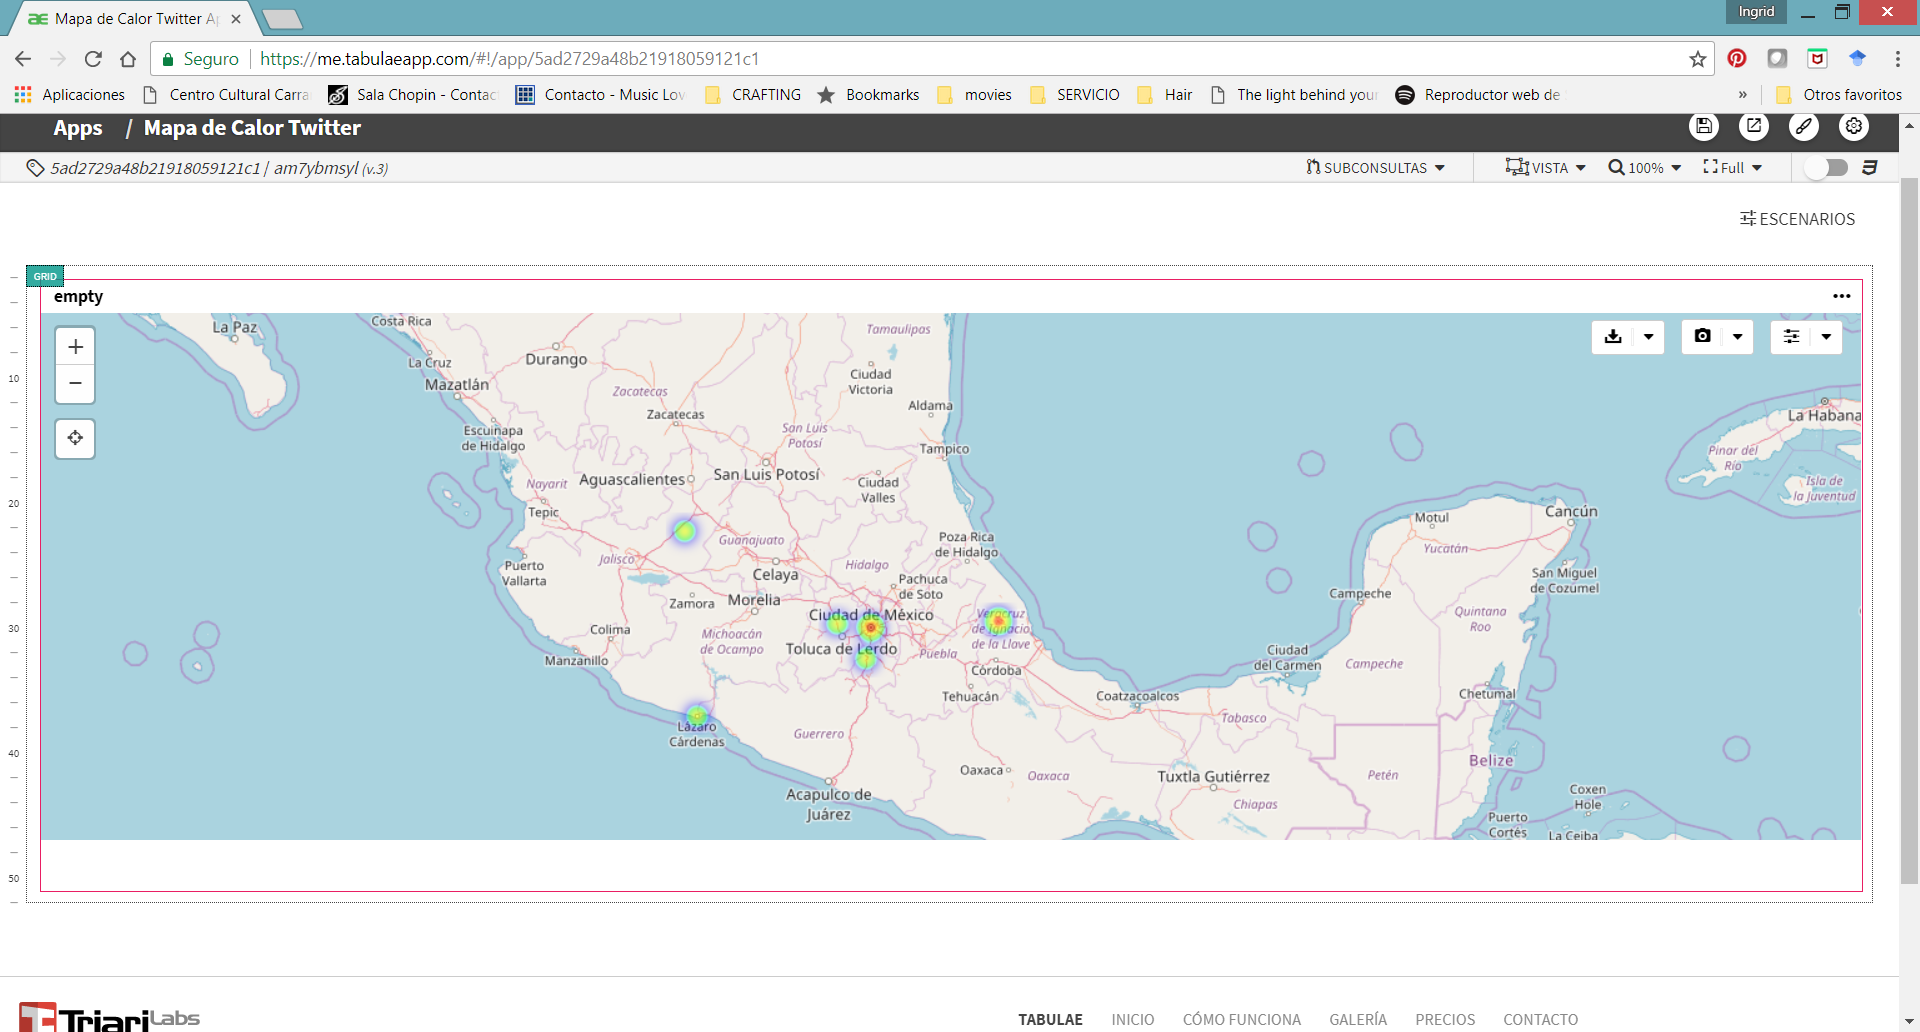 Mapa de Calor Twitter Ap
Ingrid
Seguro
https://me.tabulaeapp.com/#!/app/5ad2729a48b21918059121c1
Aplicaciones
Centro Cultural Carra
Sala Chopin - Contac
Contacto - Music Lov
CRAFTING
Bookmarks
movies
SERVICIO
Hair
The light behind your
Reproductor web de
»
Otros favoritos
Apps / Mapa de Calor Twitter
5ad2729a48b21918059121c1 | am7ybmsyl (v.3)
SUBCONSULTAS
VISTA
100%
Full
ESCENARIOS
GRID
empty
10
20
30
40
50
+
−
La Paz
Costa Rica
La Cruz
Mazatlán
Durango
Zacatecas
Zacatecas
Tamaulipas
Ciudad
Victoria
Aldama
Tampico
Escuinapa
de Hidalgo
San Luis
Potosí
San Luis Potosí
Aguascalientes
Ciudad
Valles
Nayarit
Tepic
Jalisco
Guanajuato
Puerto
Vallarta
Celaya
Hidalgo
Poza Rica
de Hidalgo
Pachuca
de Soto
Zamora
Morelia
Ciudad de México
Colima
Michoacán
de Ocampo
Toluca de Lerdo
Puebla
Veracruz
de Ignacio
de la Llave
Manzanillo
Córdoba
Tehuacán
Lázaro
Cárdenas
Guerrero
Acapulco de
Juárez
Oaxaca
Oaxaca
Coatzacoalcos
Tabasco
Tuxtla Gutiérrez
Chiapas
Ciudad
del Carmen
Campeche
Campeche
Motul
Yucatán
Cancún
San Miguel
de Cozumel
Quintana
Roo
Chetumal
Petén
Belize
Puerto
Cortés
Coxen
Hole
La Ceiba
La Habana
Pinar del
Río
Isla de
la Juventud
TriariLabs
TABULAE
INICIO
CÓMO FUNCIONA
GALERÍA
PRECIOS
CONTACTO